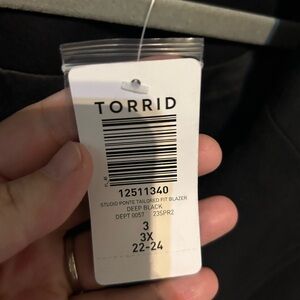 TORRID
12511340
STUDIO PONTE TAILORED FIT BLAZER
DEEP BLACK
DEPT 0057 23SPR2
3
3X
22-24